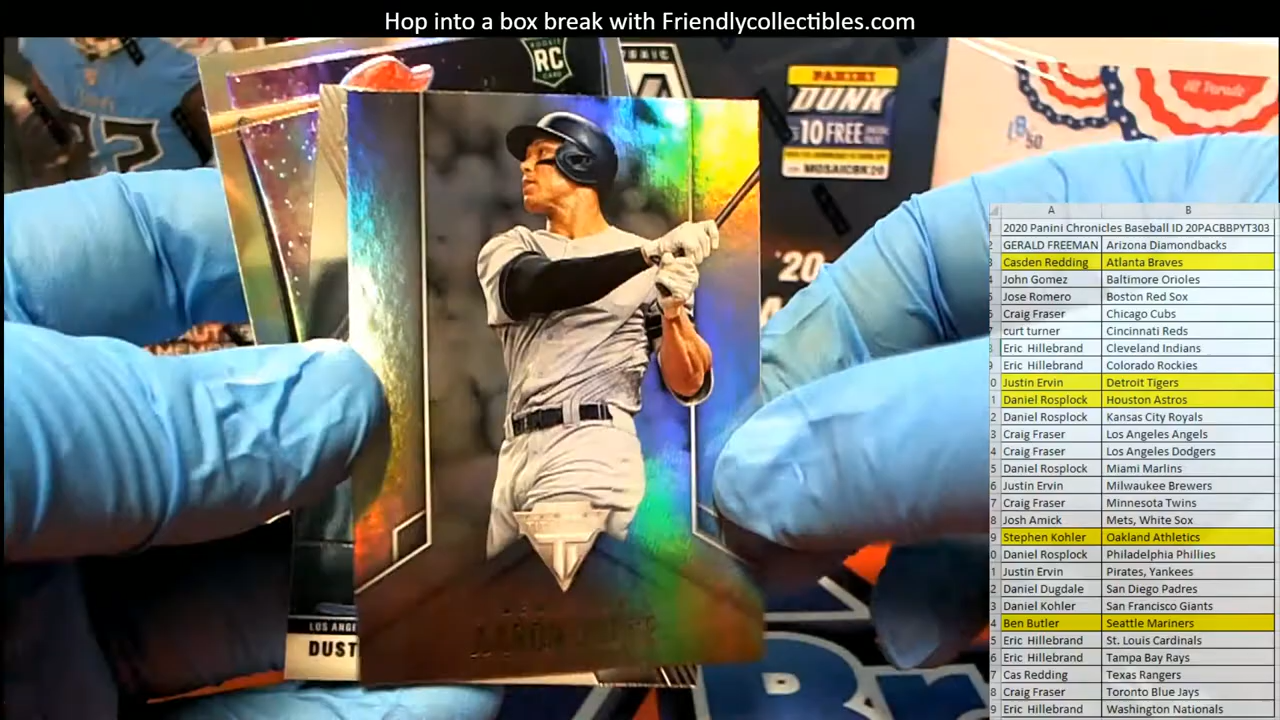 Hop into a box break with Friendlycollectibles.com
ROOKIE
RC
CARD
PANINI
DUNK
10 FREE
MOSAICBK20
'20
LOS ANGE
DUST
A B
2020 Panini Chronicles Baseball ID 20PACBBPYT303
GERALD FREEMAN Arizona Diamondbacks
Casden Redding Atlanta Braves
John Gomez Baltimore Orioles
Jose Romero Boston Red Sox
Craig Fraser Chicago Cubs
curt turner Cincinnati Reds
Eric Hillebrand Cleveland Indians
Eric Hillebrand Colorado Rockies
Justin Ervin Detroit Tigers
Daniel Rosplock Houston Astros
Daniel Rosplock Kansas City Royals
Craig Fraser Los Angeles Angels
Craig Fraser Los Angeles Dodgers
Daniel Rosplock Miami Marlins
Justin Ervin Milwaukee Brewers
Craig Fraser Minnesota Twins
Josh Amick Mets, White Sox
Stephen Kohler Oakland Athletics
Daniel Rosplock Philadelphia Phillies
Justin Ervin Pirates, Yankees
Daniel Dugdale San Diego Padres
Daniel Kohler San Francisco Giants
Ben Butler Seattle Mariners
Eric Hillebrand St. Louis Cardinals
Eric Hillebrand Tampa Bay Rays
Cas Redding Texas Rangers
Craig Fraser Toronto Blue Jays
Eric Hillebrand Washington Nationals